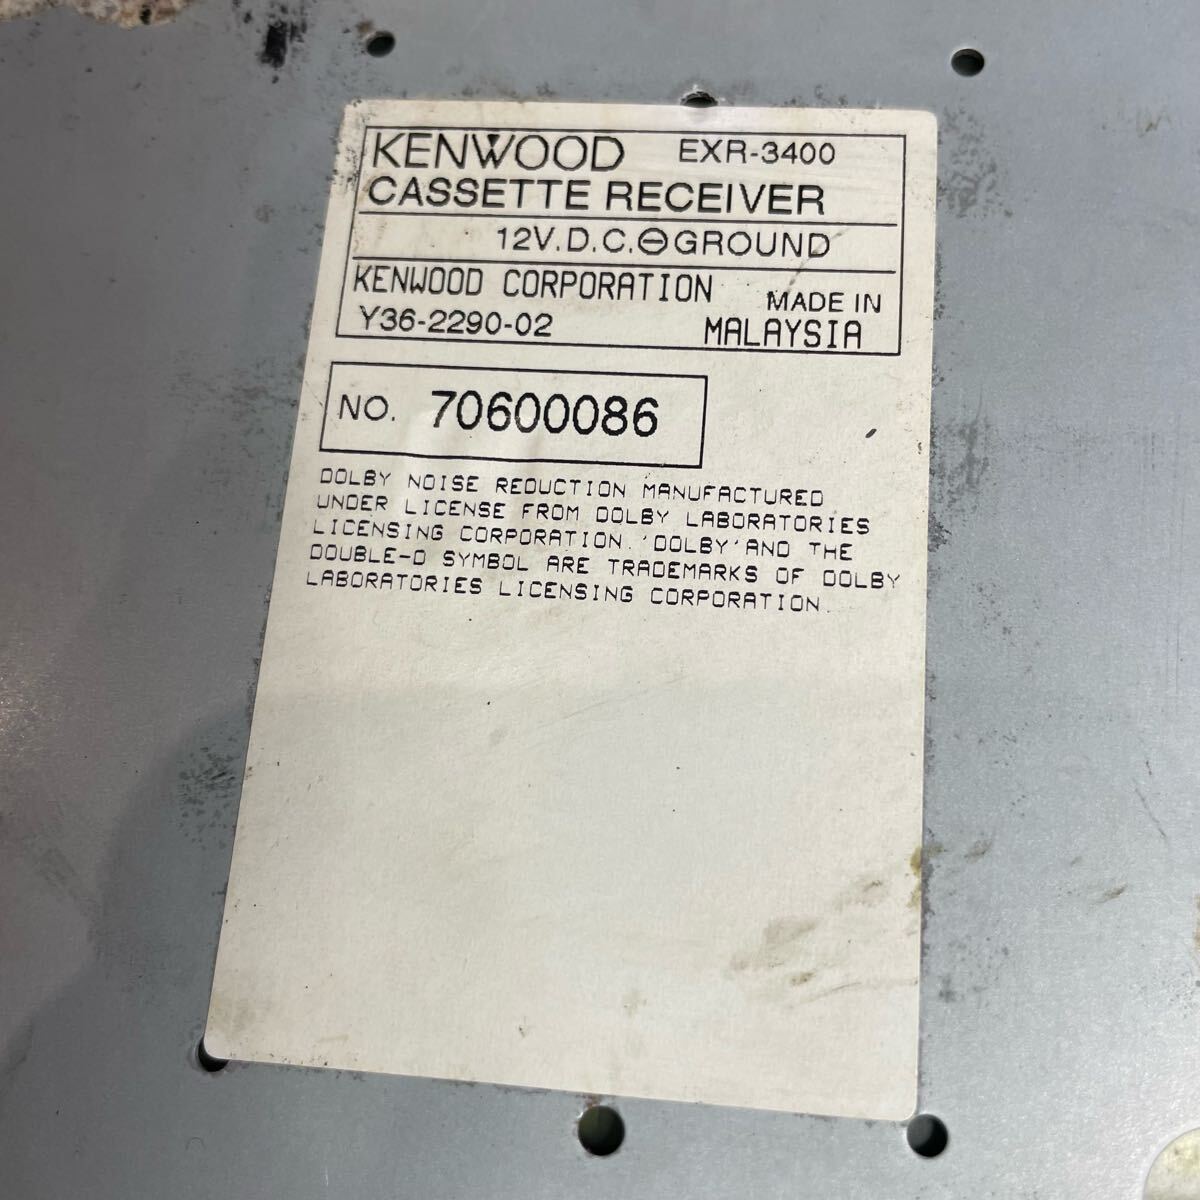 KENWOOD EXR-3400
CASSETTE RECEIVER
12V.D.C.⊖GROUND
KENWOOD CORPORATION MADE IN
Y36-2290-02 MALAYSIA
NO. 70600086
DOLBY NOISE REDUCTION MANUFACTURED
UNDER LICENSE FROM DOLBY LABORATORIES
LICENSING CORPORATION. 'DOLBY' AND THE
DOUBLE-D SYMBOL ARE TRADEMARKS OF DOLBY
LABORATORIES LICENSING CORPORATION.